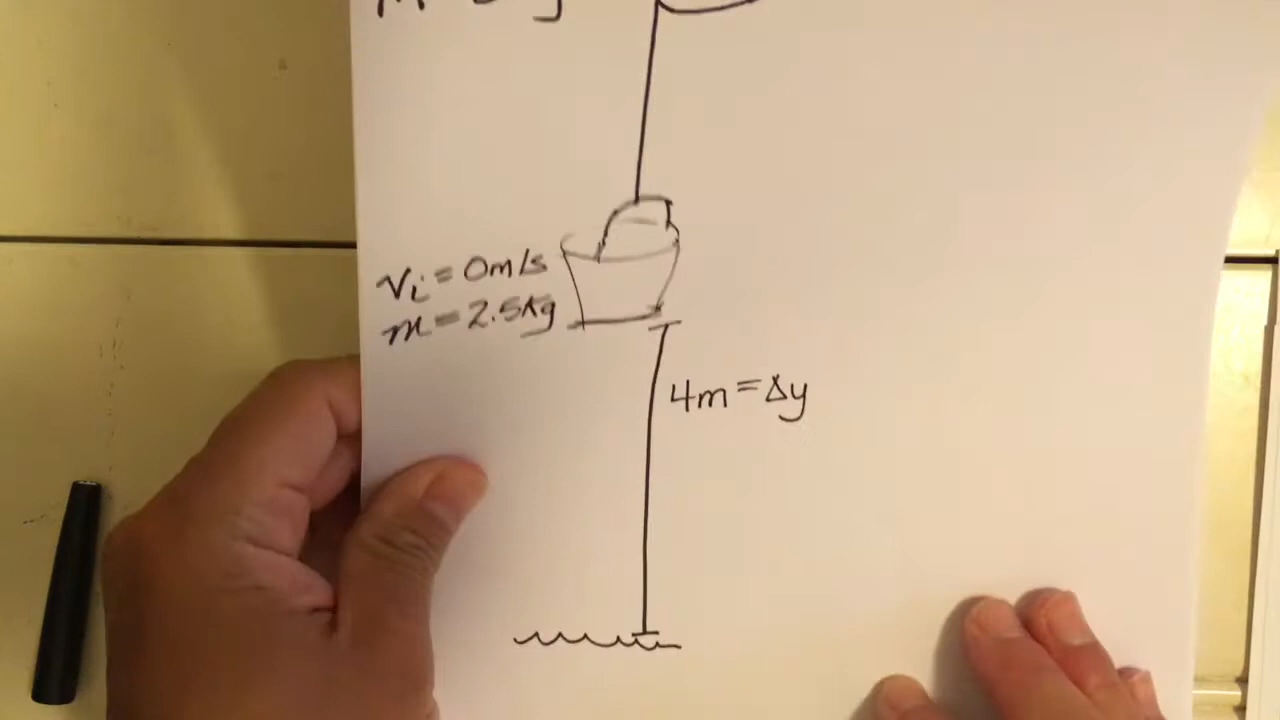 Vi = 0m/s
m = 2.5kg
4m = Δy